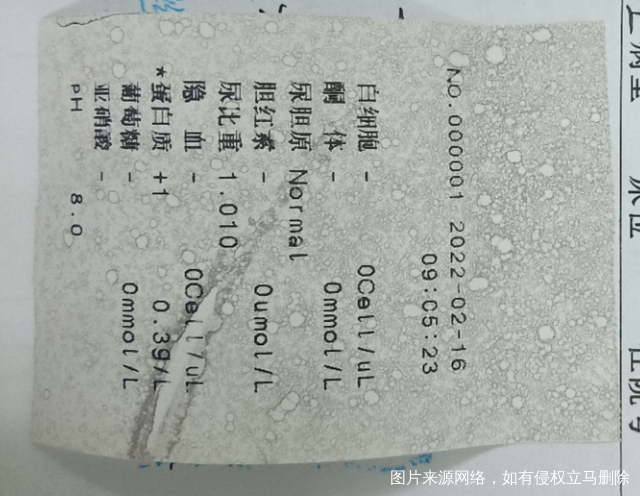 NO.000001 2022-02-16
09:05:23
白细胞 - 0Cell/uL
酮 体 - 0mmol/L
尿胆原 Normal
胆红素 - 0umol/L
尿比重 1.010
隐 血 - 0Cell/uL
*蛋白质 +1 0.3g/L
葡萄糖 - 0mmol/L
亚硝酸 -
PH 8.0
图片来源网络，如有侵权立马删除